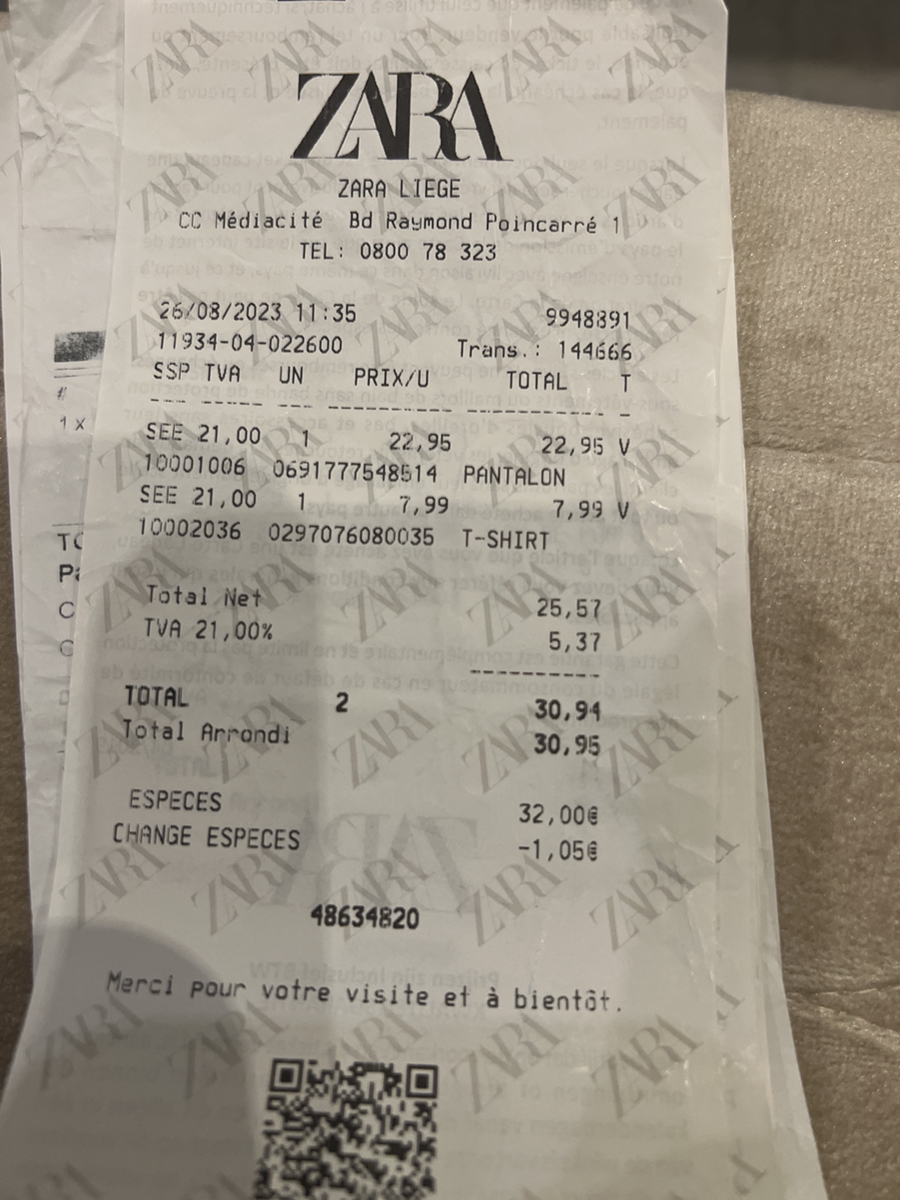 ZARA
ZARA LIEGE
CC Médiacité Bd Raymond Poincarré 1
TEL: 0800 78 323
26/08/2023 11:35 9948891
11934-04-022600 Trans.: 144666
SSP TVA UN PRIX/U TOTAL T
SEE 21,00 1 22,95 22,95 V
10001006 0691777548514 PANTALON
SEE 21,00 1 7,99 7,99 V
10002036 0297076080035 T-SHIRT
Total Net 25,57
TVA 21,00% 5,37
TOTAL 2 30,94
Total Arrondi 30,95
ESPECES 32,00€
CHANGE ESPECES -1,05€
48634820
Merci pour votre visite et à bientôt.
#
1 X